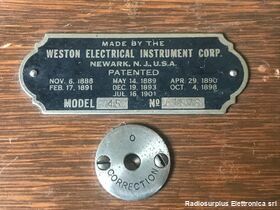 MADE BY THE
WESTON ELECTRICAL INSTRUMENT CORP.
NEWARK, N.J., U.S.A.
PATENTED
NOV. 6, 1888 MAY 14, 1889 APR. 29, 1890
FEB. 17, 1891 DEC. 19, 1893 OCT. 4, 1898
JUL. 16, 1901
MODEL 45 Nº
O
CORRECTION
Radiosurplus Elettronica srl